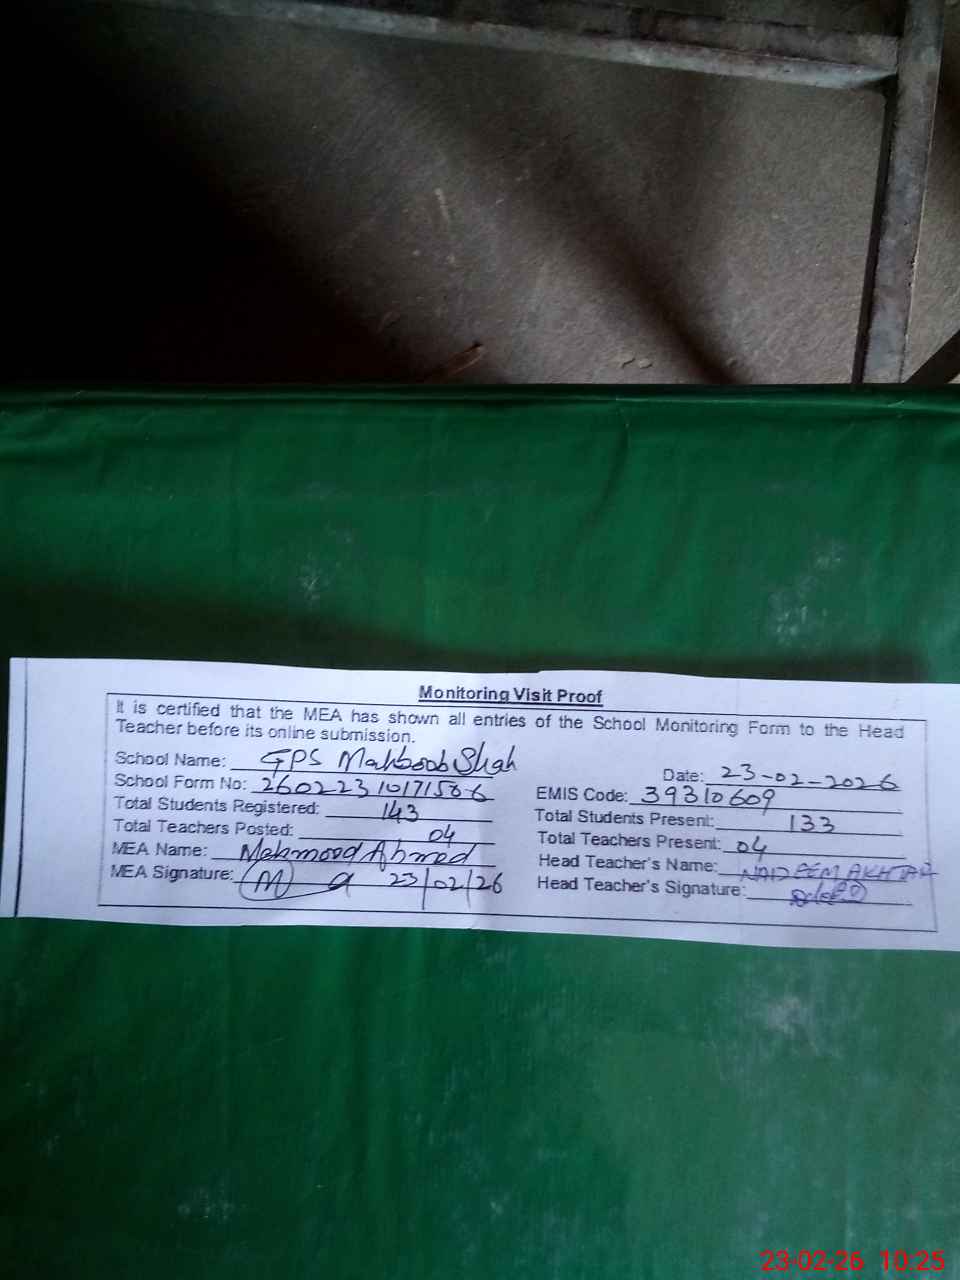 Monitoring Visit Proof
It is certified that the MEA has shown all entries of the School Monitoring Form to the Head
Teacher before its online submission.
School Name: GPS Mahboob Shah
Date: 23-02-2026
School Form No: 26022310171586
EMIS Code: 39310609
Total Students Registered: 143
Total Students Present: 133
Total Teachers Posted: 04
Total Teachers Present: 04
MEA Name: Mahmood Ahmed
Head Teacher's Name: NADEEM AKHTAR
MEA Signature: 23/02/26
Head Teacher's Signature:
23-02-26 10:25